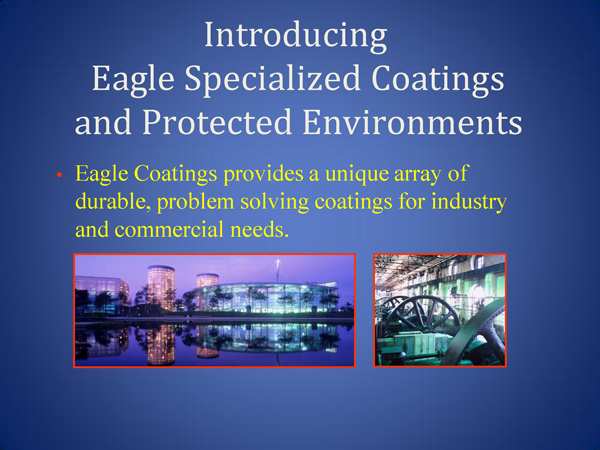 Introducing
Eagle Specialized Coatings
and Protected Environments
• Eagle Coatings provides a unique array of
durable, problem solving coatings for industry
and commercial needs.